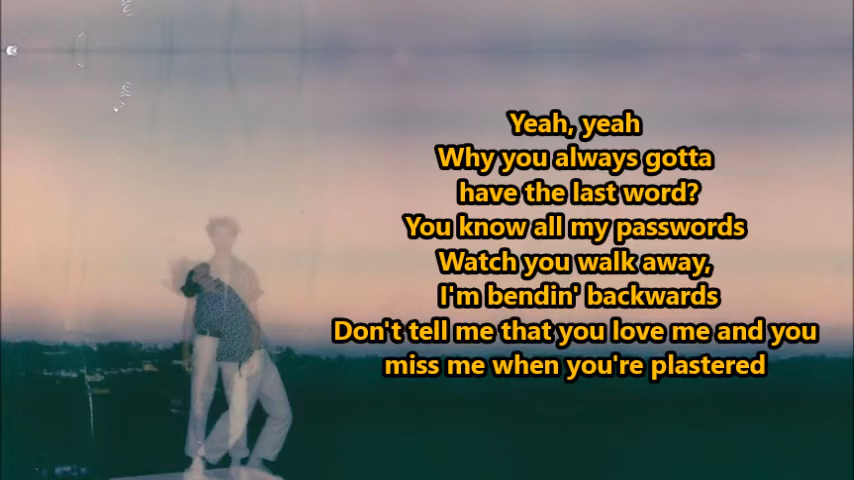 Yeah, yeah
Why you always gotta
have the last word?
You know all my passwords
Watch you walk away,
I'm bendin' backwards
Don't tell me that you love me and you
miss me when you're plastered